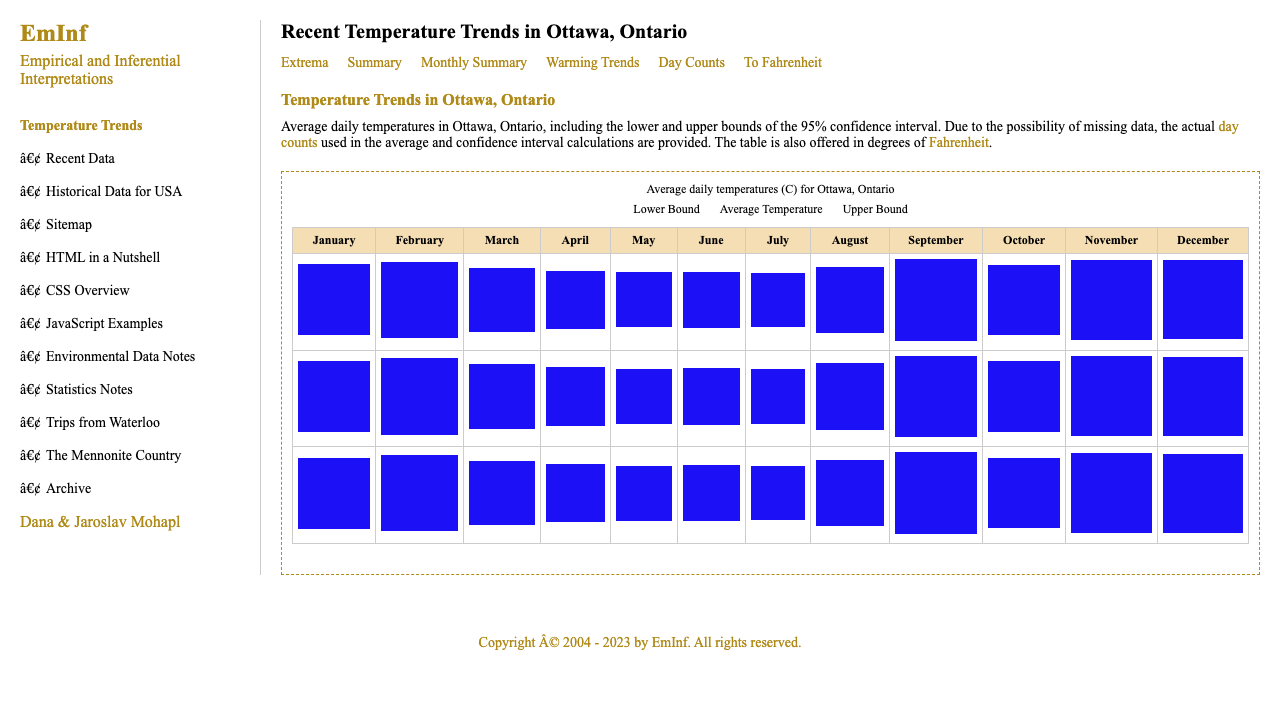 EmInf
Empirical and Inferential
Interpretations
Temperature Trends
â€¢ Recent Data
â€¢ Historical Data for USA
â€¢ Sitemap
â€¢ HTML in a Nutshell
â€¢ CSS Overview
â€¢ JavaScript Examples
â€¢ Environmental Data Notes
â€¢ Statistics Notes
â€¢ Trips from Waterloo
â€¢ The Mennonite Country
â€¢ Archive
Dana & Jaroslav Mohapl
Recent Temperature Trends in Ottawa, Ontario
Extrema Summary Monthly Summary Warming Trends Day Counts To Fahrenheit
Temperature Trends in Ottawa, Ontario
Average daily temperatures in Ottawa, Ontario, including the lower and upper bounds of the 95% confidence interval. Due to the possibility of missing data, the actual day
counts used in the average and confidence interval calculations are provided. The table is also offered in degrees of Fahrenheit.
Average daily temperatures (C) for Ottawa, Ontario
Lower Bound Average Temperature Upper Bound
January February March April May June July August September October November December
Copyright Â© 2004 - 2023 by EmInf. All rights reserved.